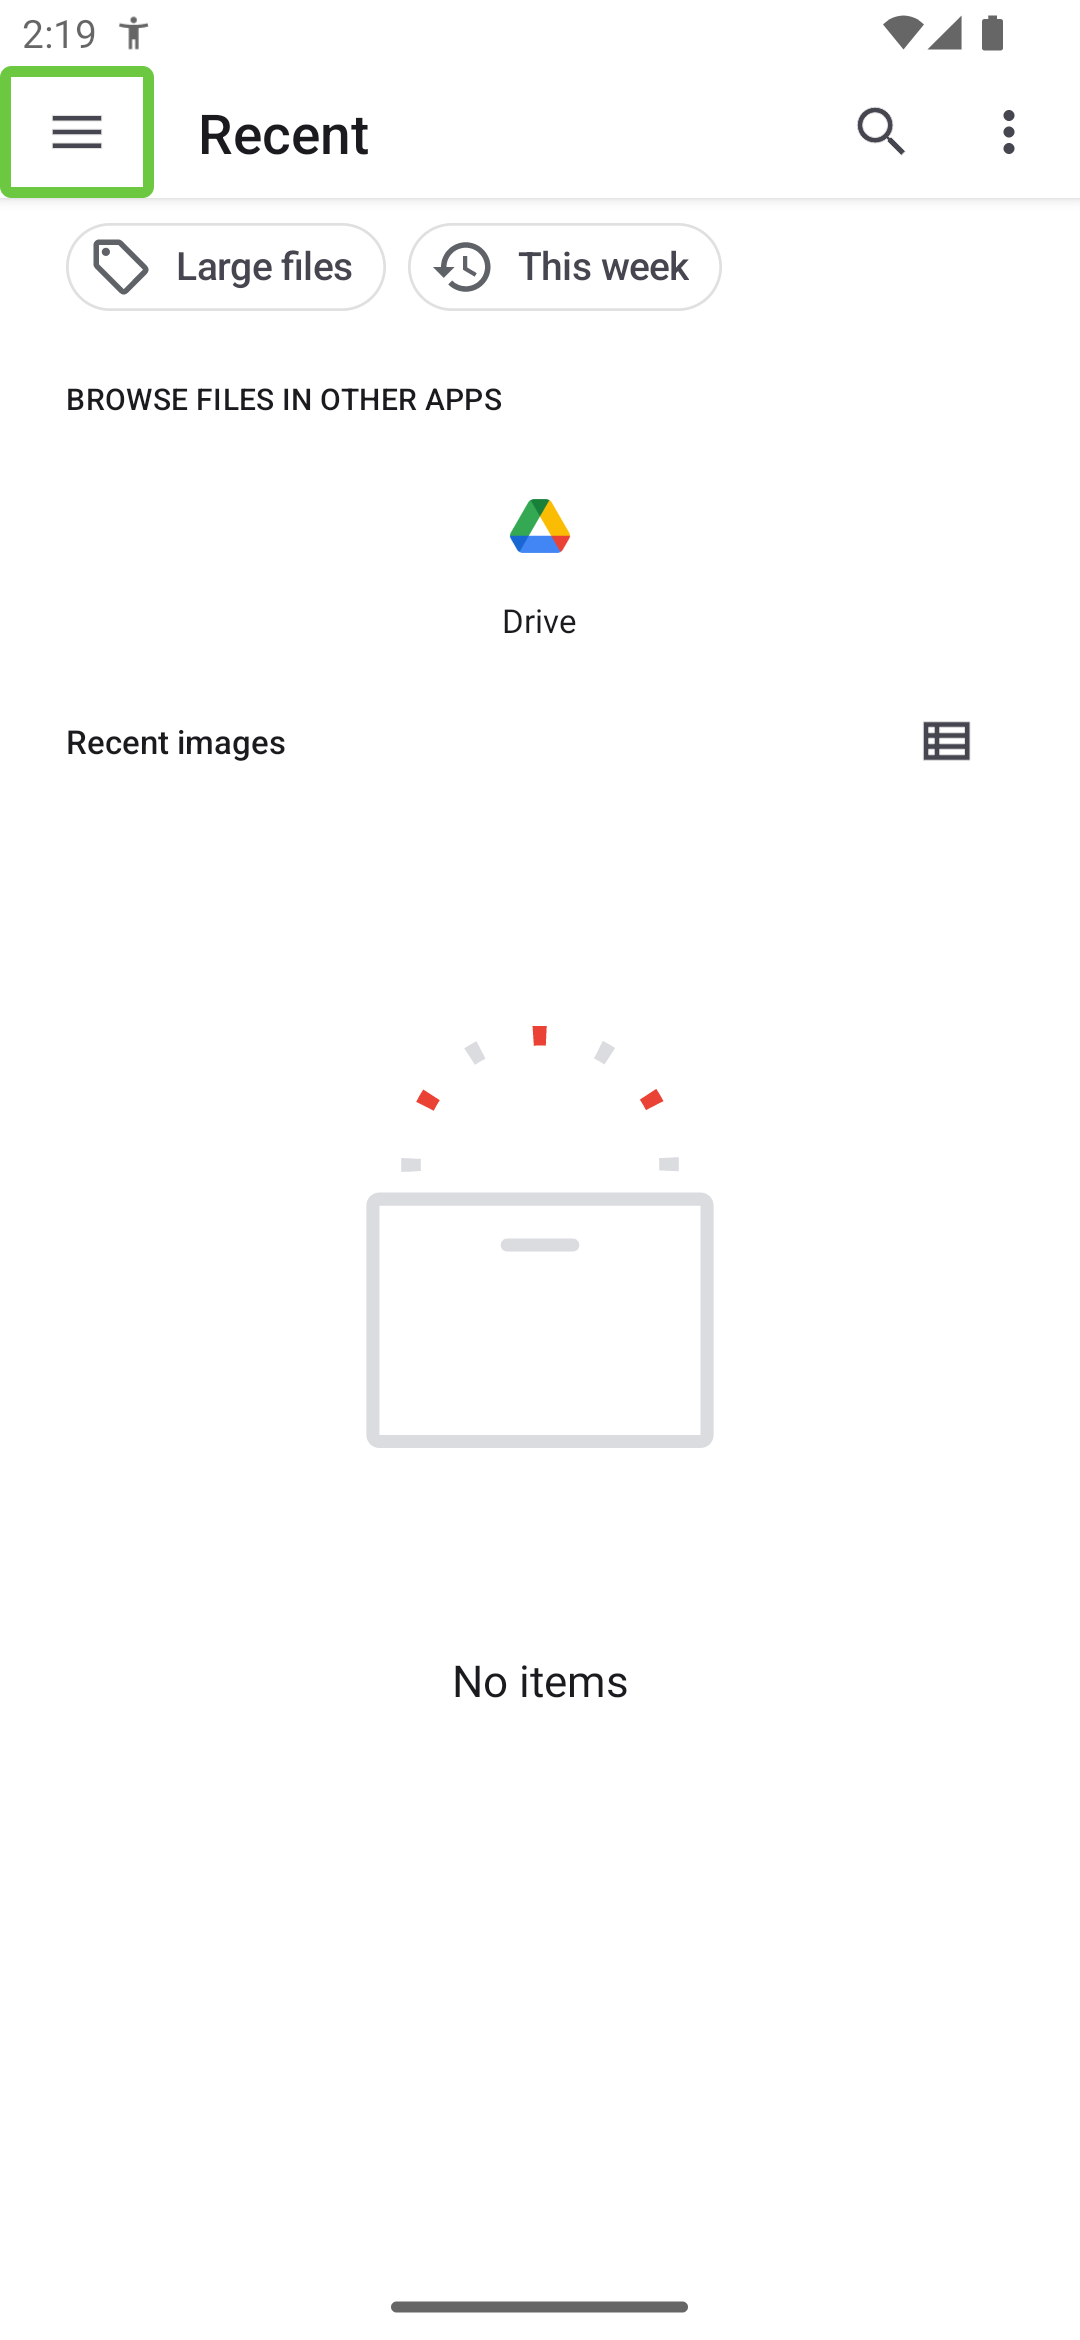 2:19
Recent
Large files
This week
BROWSE FILES IN OTHER APPS
Drive
Recent images
No items